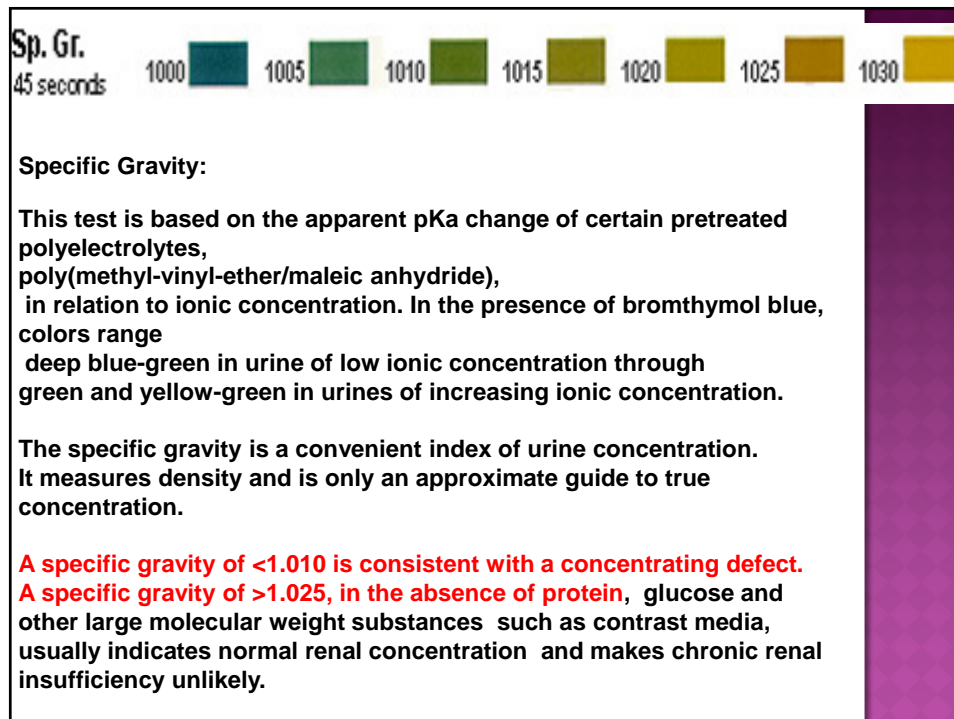 Sp. Gr.
1000 1005 1010 1015 1020 1025 1030
45 seconds
Specific Gravity:
This test is based on the apparent pKa change of certain pretreated
polyelectrolytes,
poly(methyl-vinyl-ether/maleic anhydride),
in relation to ionic concentration. In the presence of bromthymol blue,
colors range
deep blue-green in urine of low ionic concentration through
green and yellow-green in urines of increasing ionic concentration.
The specific gravity is a convenient index of urine concentration.
It measures density and is only an approximate guide to true
concentration.
A specific gravity of <1.010 is consistent with a concentrating defect.
A specific gravity of >1.025, in the absence of protein, glucose and
other large molecular weight substances such as contrast media,
usually indicates normal renal concentration and makes chronic renal
insufficiency unlikely.